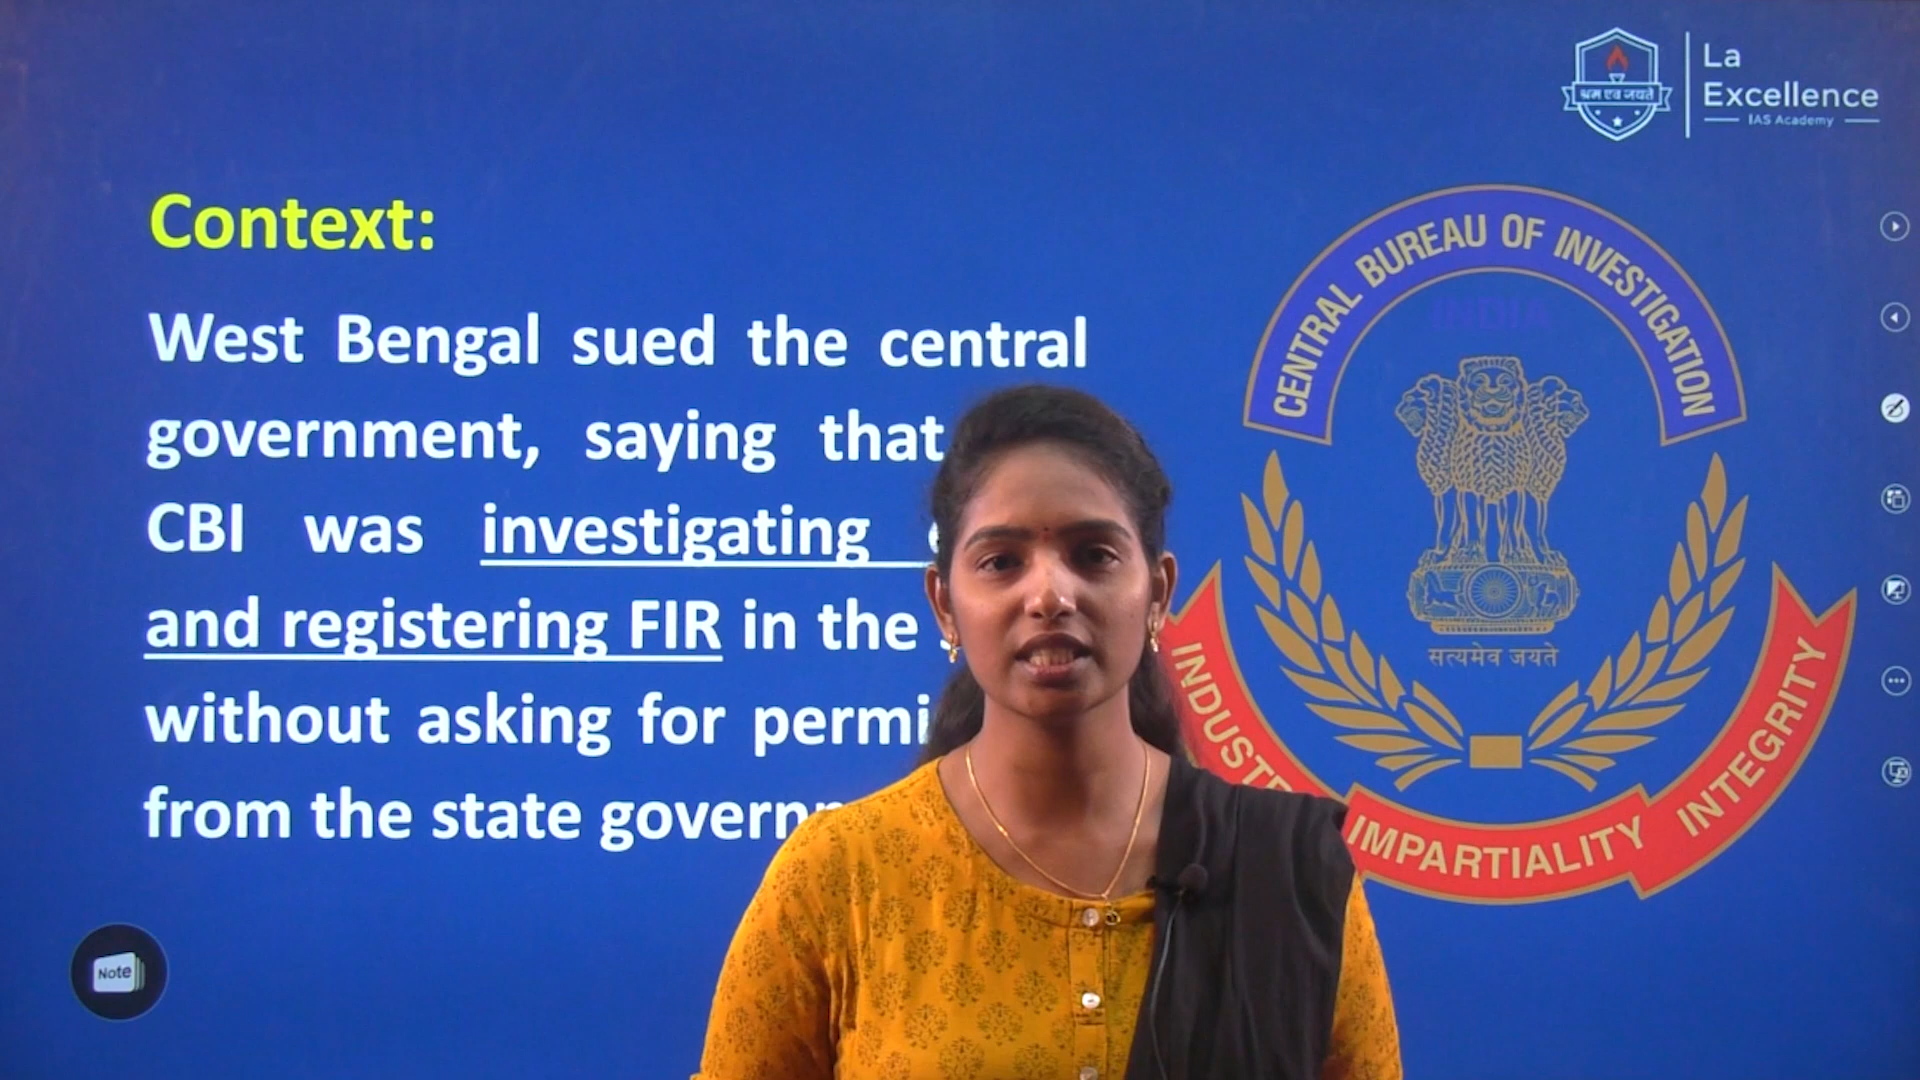 La
Excellence
IAS Academy
श्रम एव जयते
Context:
West Bengal sued the central
government, saying that
CBI was investigating
and registering FIR in the
without asking for
from the state
CENTRAL BUREAU OF INVESTIGATION
INDIA
सत्यमेव जयते
IMPARTIALITY
INTEGRITY
Note